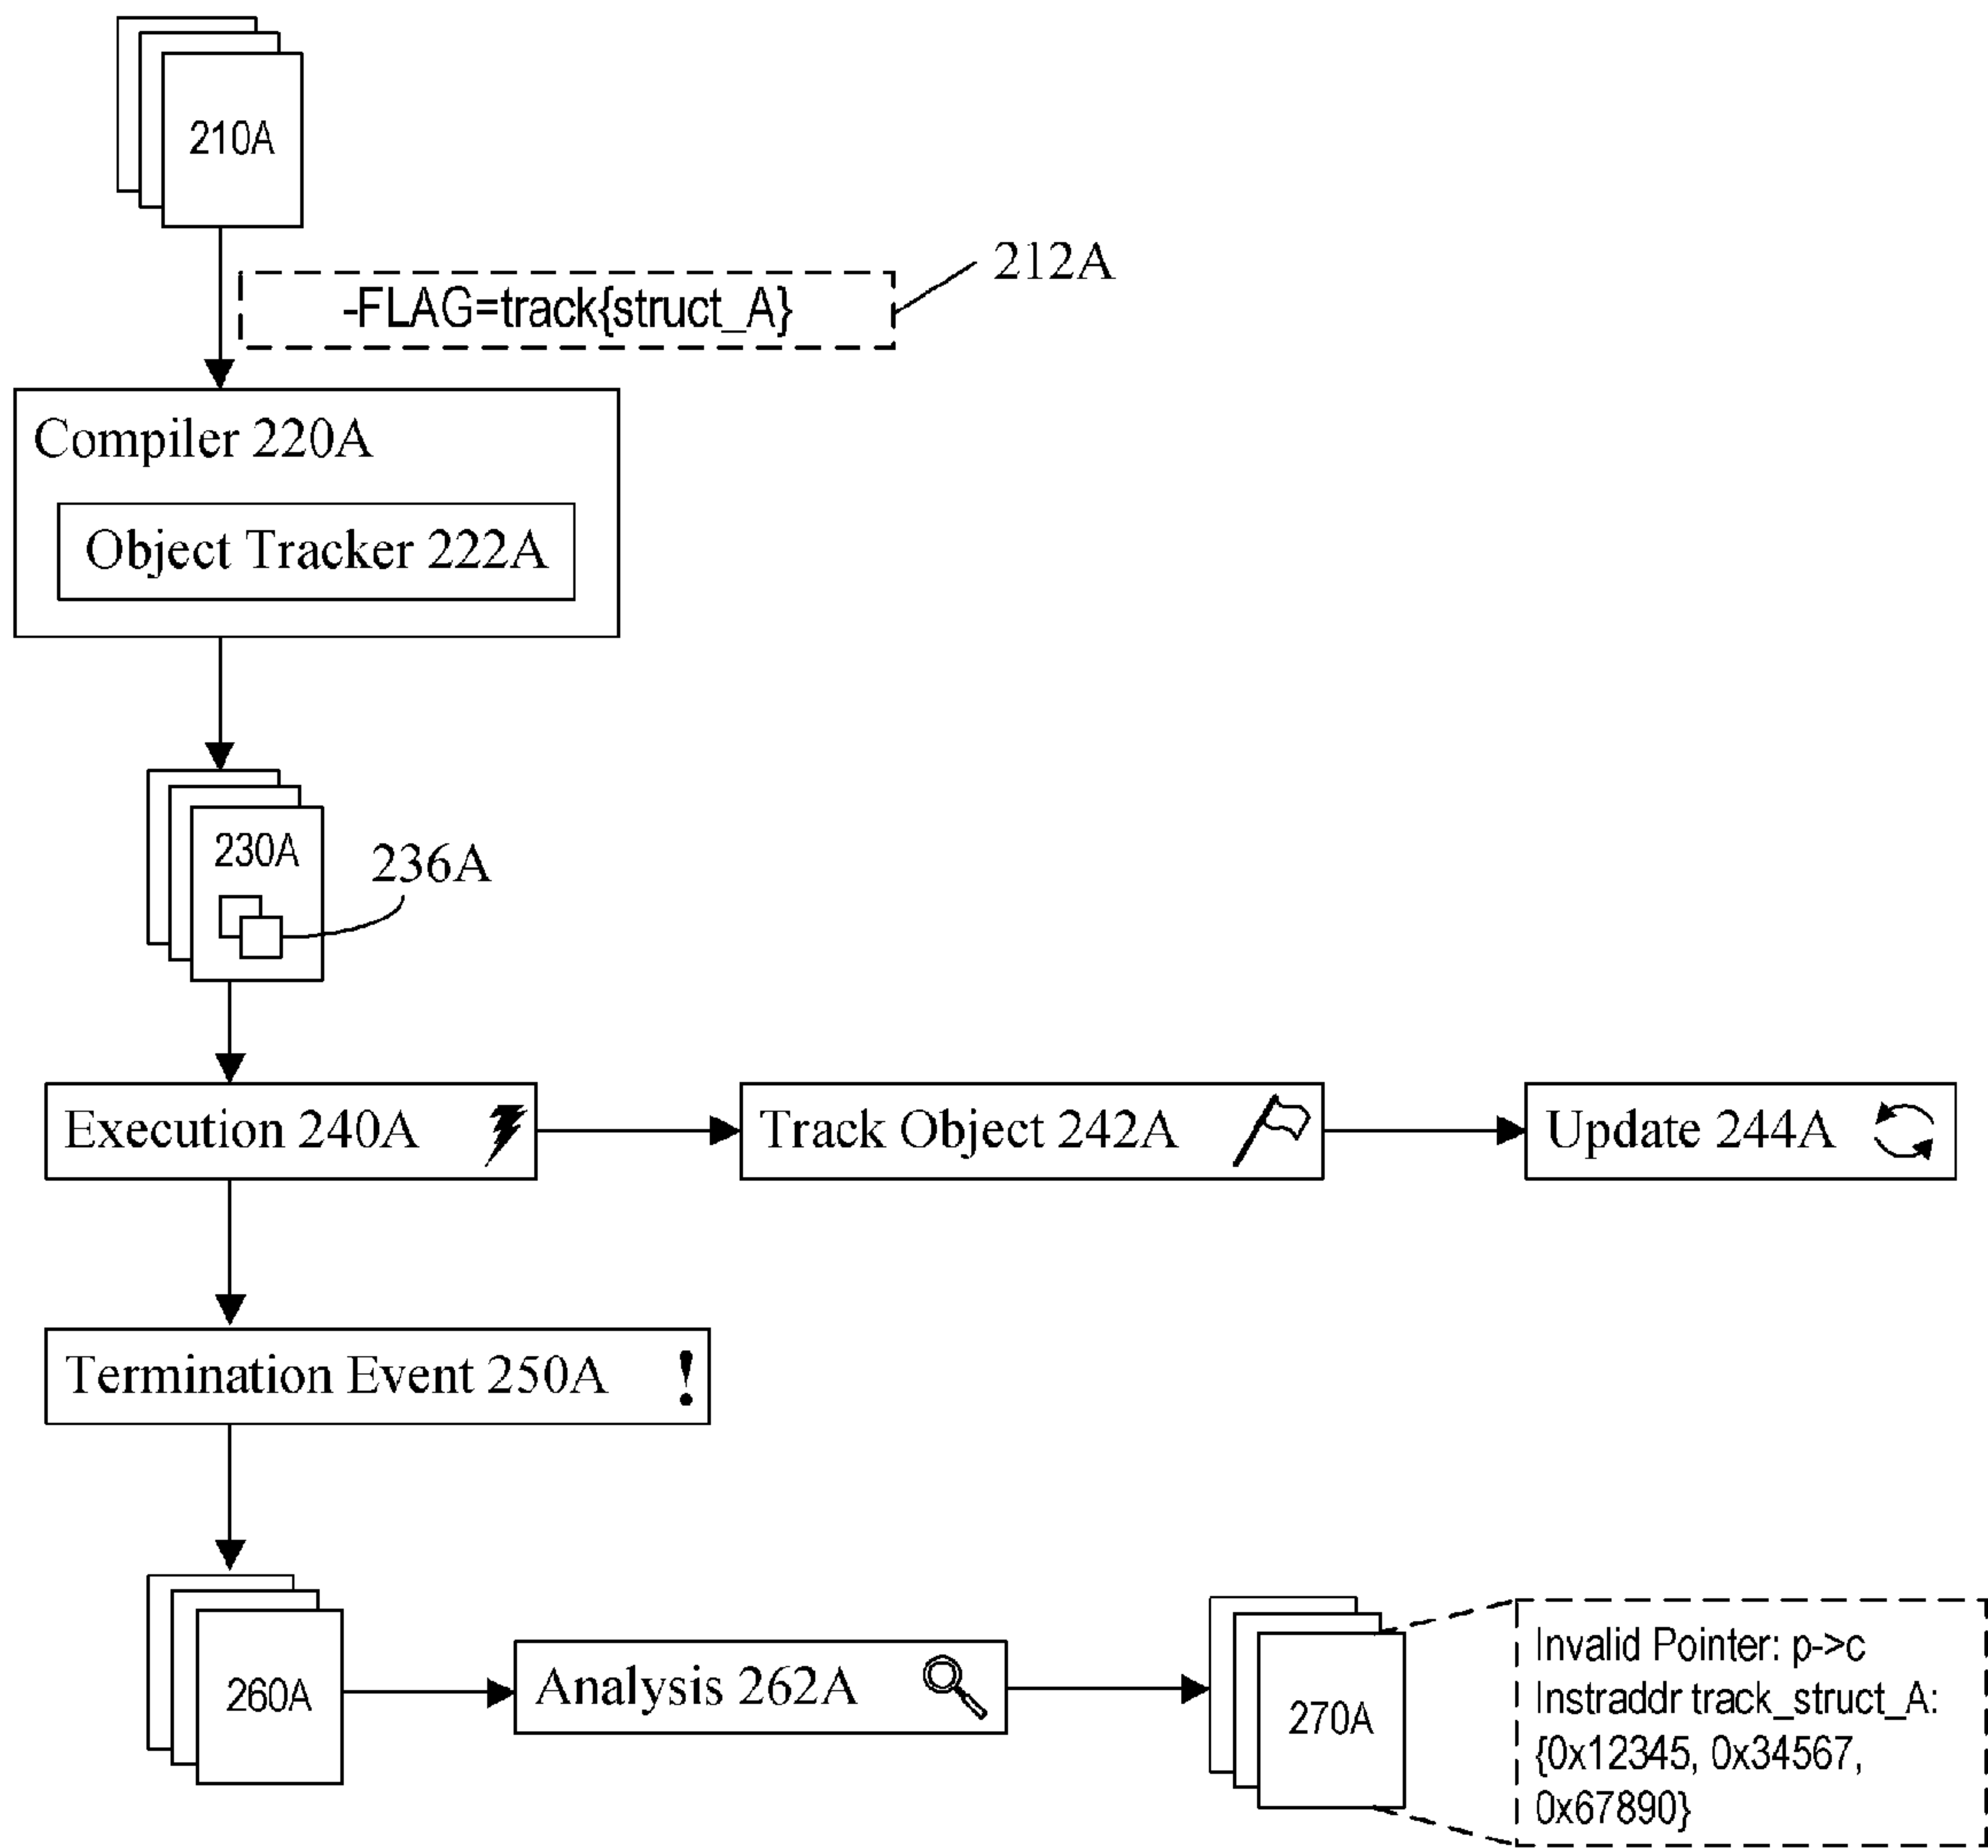 210A
212A
-FLAG=track{struct_A}
Compiler 220A
Object Tracker 222A
230A
236A
Execution 240A
Track Object 242A
Update 244A
Termination Event 250A
!
260A
Analysis 262A
270A
Invalid Pointer: p->c
Instraddr track_struct_A:
{0x12345, 0x34567,
0x67890}